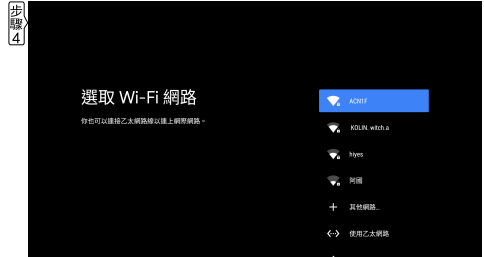 步驟4
選取 Wi-Fi 網路
你也可以連接乙太網路線以連上網際網路。
ACN1F
KOLIN. witch.a
hiyes
阿國
其他網路...
使用乙太網路